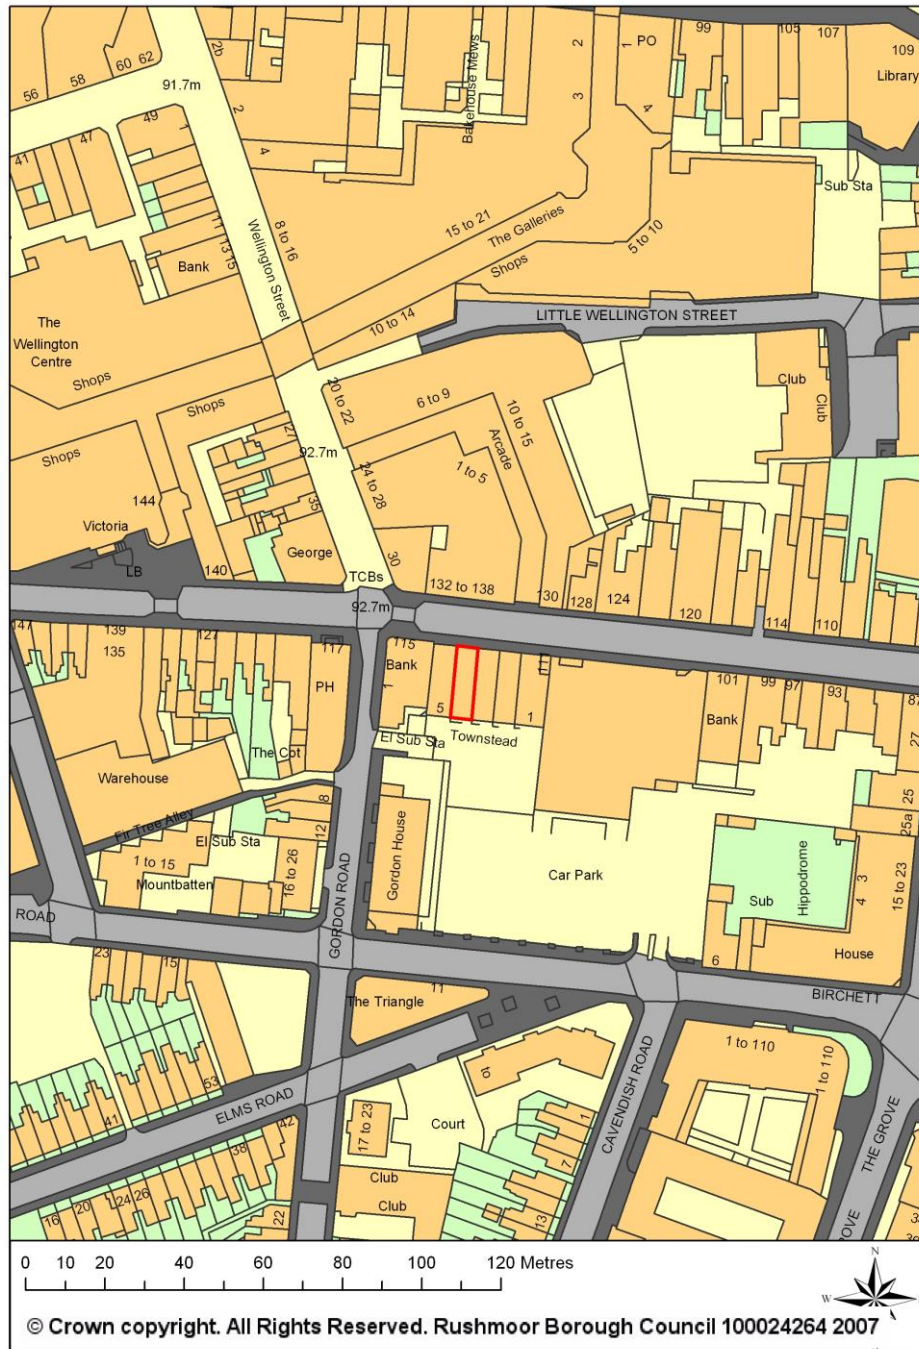 2b
PO
99
105
107
109
Library
56
58
60
62
91.7m
2
1
2
3
4
Bakehouse Mews
41
47
49
1
4
Wellington Street
8 to 16
15 to 21
The Galleries
5 to 10
Shops
Sub Sta
11
13
15
Bank
10 to 14
LITTLE WELLINGTON STREET
The
Wellington
Centre
Shops
Shops
Shops
20 to 22
6 to 9
10 to 15
Arcade
1 to 5
Club
Club
27
92.7m
24 to 28
35
144
Victoria
LB
140
George
TCBs
30
132 to 138
130
128
124
120
114
110
92.7m
147
139
135
127
117
PH
115
Bank
1
5
1
111
Townstead
El Sub Sta
101
99
97
93
87
Bank
27
25
25a
The Cot
Warehouse
Fir Tree Alley
El Sub Sta
8
12
1 to 15
Mountbatten
16 to 26
GORDON ROAD
Gordon House
Car Park
Hippodrome
Sub
3
4
15 to 23
House
6
ROAD
23
15
The Triangle
11
BIRCHETT
53
41
ELMS ROAD
42
38
24
26
20
16
22
17 to 23
Court
to
1
7
13
Club
Club
CAVENDISH ROAD
1 to 110
1 to 110
THE GROVE
0 10 20 40 60 80 100 120 Metres
N
W
© Crown copyright. All Rights Reserved. Rushmoor Borough Council 100024264 2007